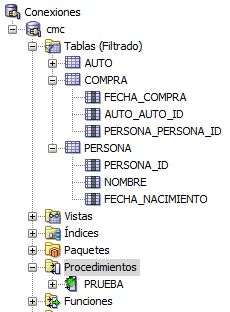 Conexiones
cmc
Tablas (Filtrado)
AUTO
COMPRA
FECHA_COMPRA
AUTO_AUTO_ID
PERSONA_PERSONA_ID
PERSONA
PERSONA_ID
NOMBRE
FECHA_NACIMIENTO
Vistas
Índices
Paquetes
Procedimientos
PRUEBA
Funciones